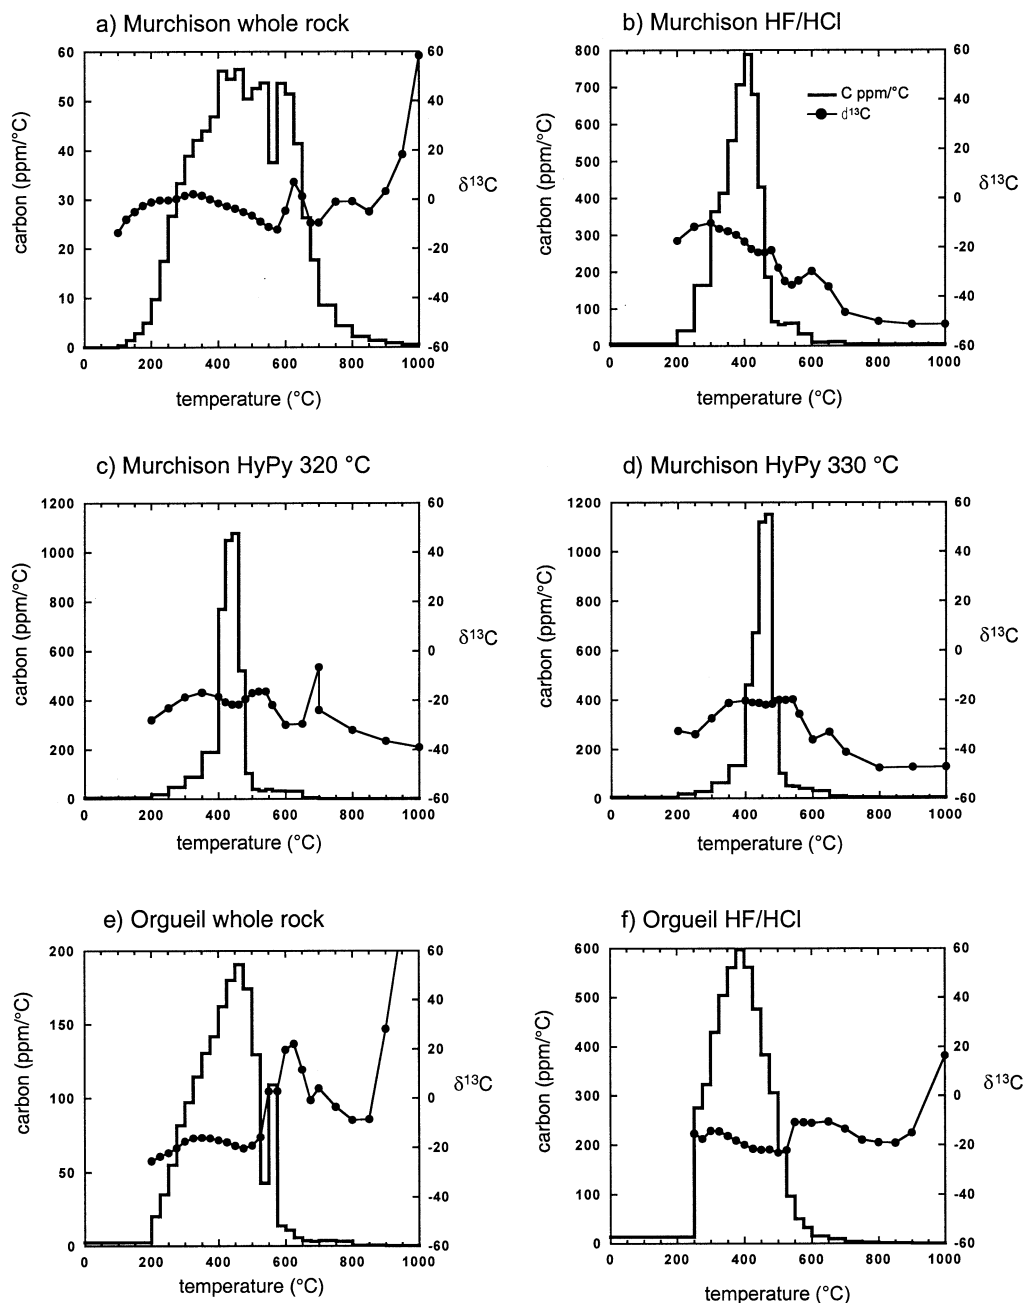 a) Murchison whole rock
b) Murchison HF/HCl
60 60
50 40
40 20
30 0
20 -20
10 -40
0 -60
0 200 400 600 800 1000
carbon (ppm/°C)
δ13C
temperature (°C)
800 60
700 40
600 20
500 0
400 -20
300 -40
200 -60
100
0
0 200 400 600 800 1000
C ppm/°C
d13C
carbon (ppm/°C)
δ13C
temperature (°C)
c) Murchison HyPy 320 °C
d) Murchison HyPy 330 °C
1200 60
1000 40
800 20
600 0
400 -20
200 -40
0 -60
0 200 400 600 800 1000
carbon (ppm/°C)
δ13C
temperature (°C)
1200 60
1000 40
800 20
600 0
400 -20
200 -40
0 -60
0 200 400 600 800 1000
carbon (ppm/°C)
δ13C
temperature (°C)
e) Orgueil whole rock
f) Orgueil HF/HCl
200 60
150 40
100 20
50 0
0 -20
-40
-60
0 200 400 600 800 1000
carbon (ppm/°C)
δ13C
temperature (°C)
600 60
500 40
400 20
300 0
200 -20
100 -40
0 -60
0 200 400 600 800 1000
carbon (ppm/°C)
δ13C
temperature (°C)